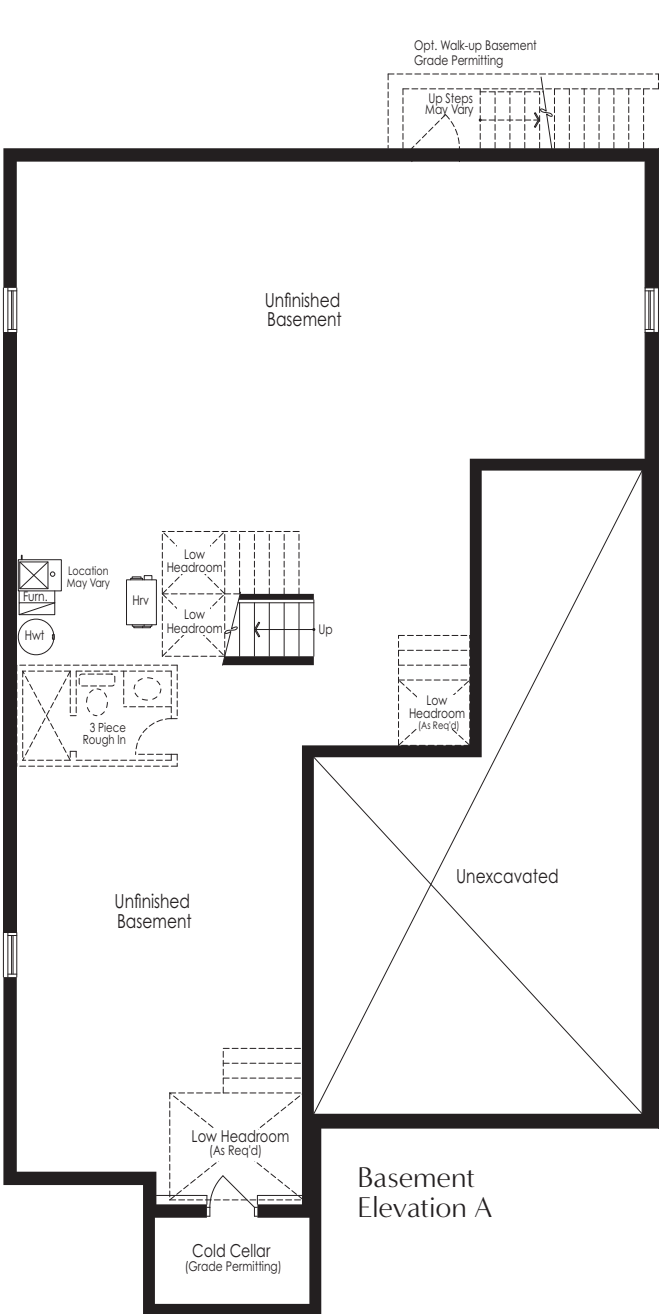 Opt. Walk-up Basement
Grade Permitting
Up Steps
May Vary
Unfinished
Basement
Low
Headroom
Location
May Vary
Furn.
Hrv
Low
Headroom
Up
Hwt
3 Piece
Rough In
Low
Headroom
(As Req'd)
Unexcavated
Unfinished
Basement
Low Headroom
(As Req'd)
Basement
Elevation A
Cold Cellar
(Grade Permitting)